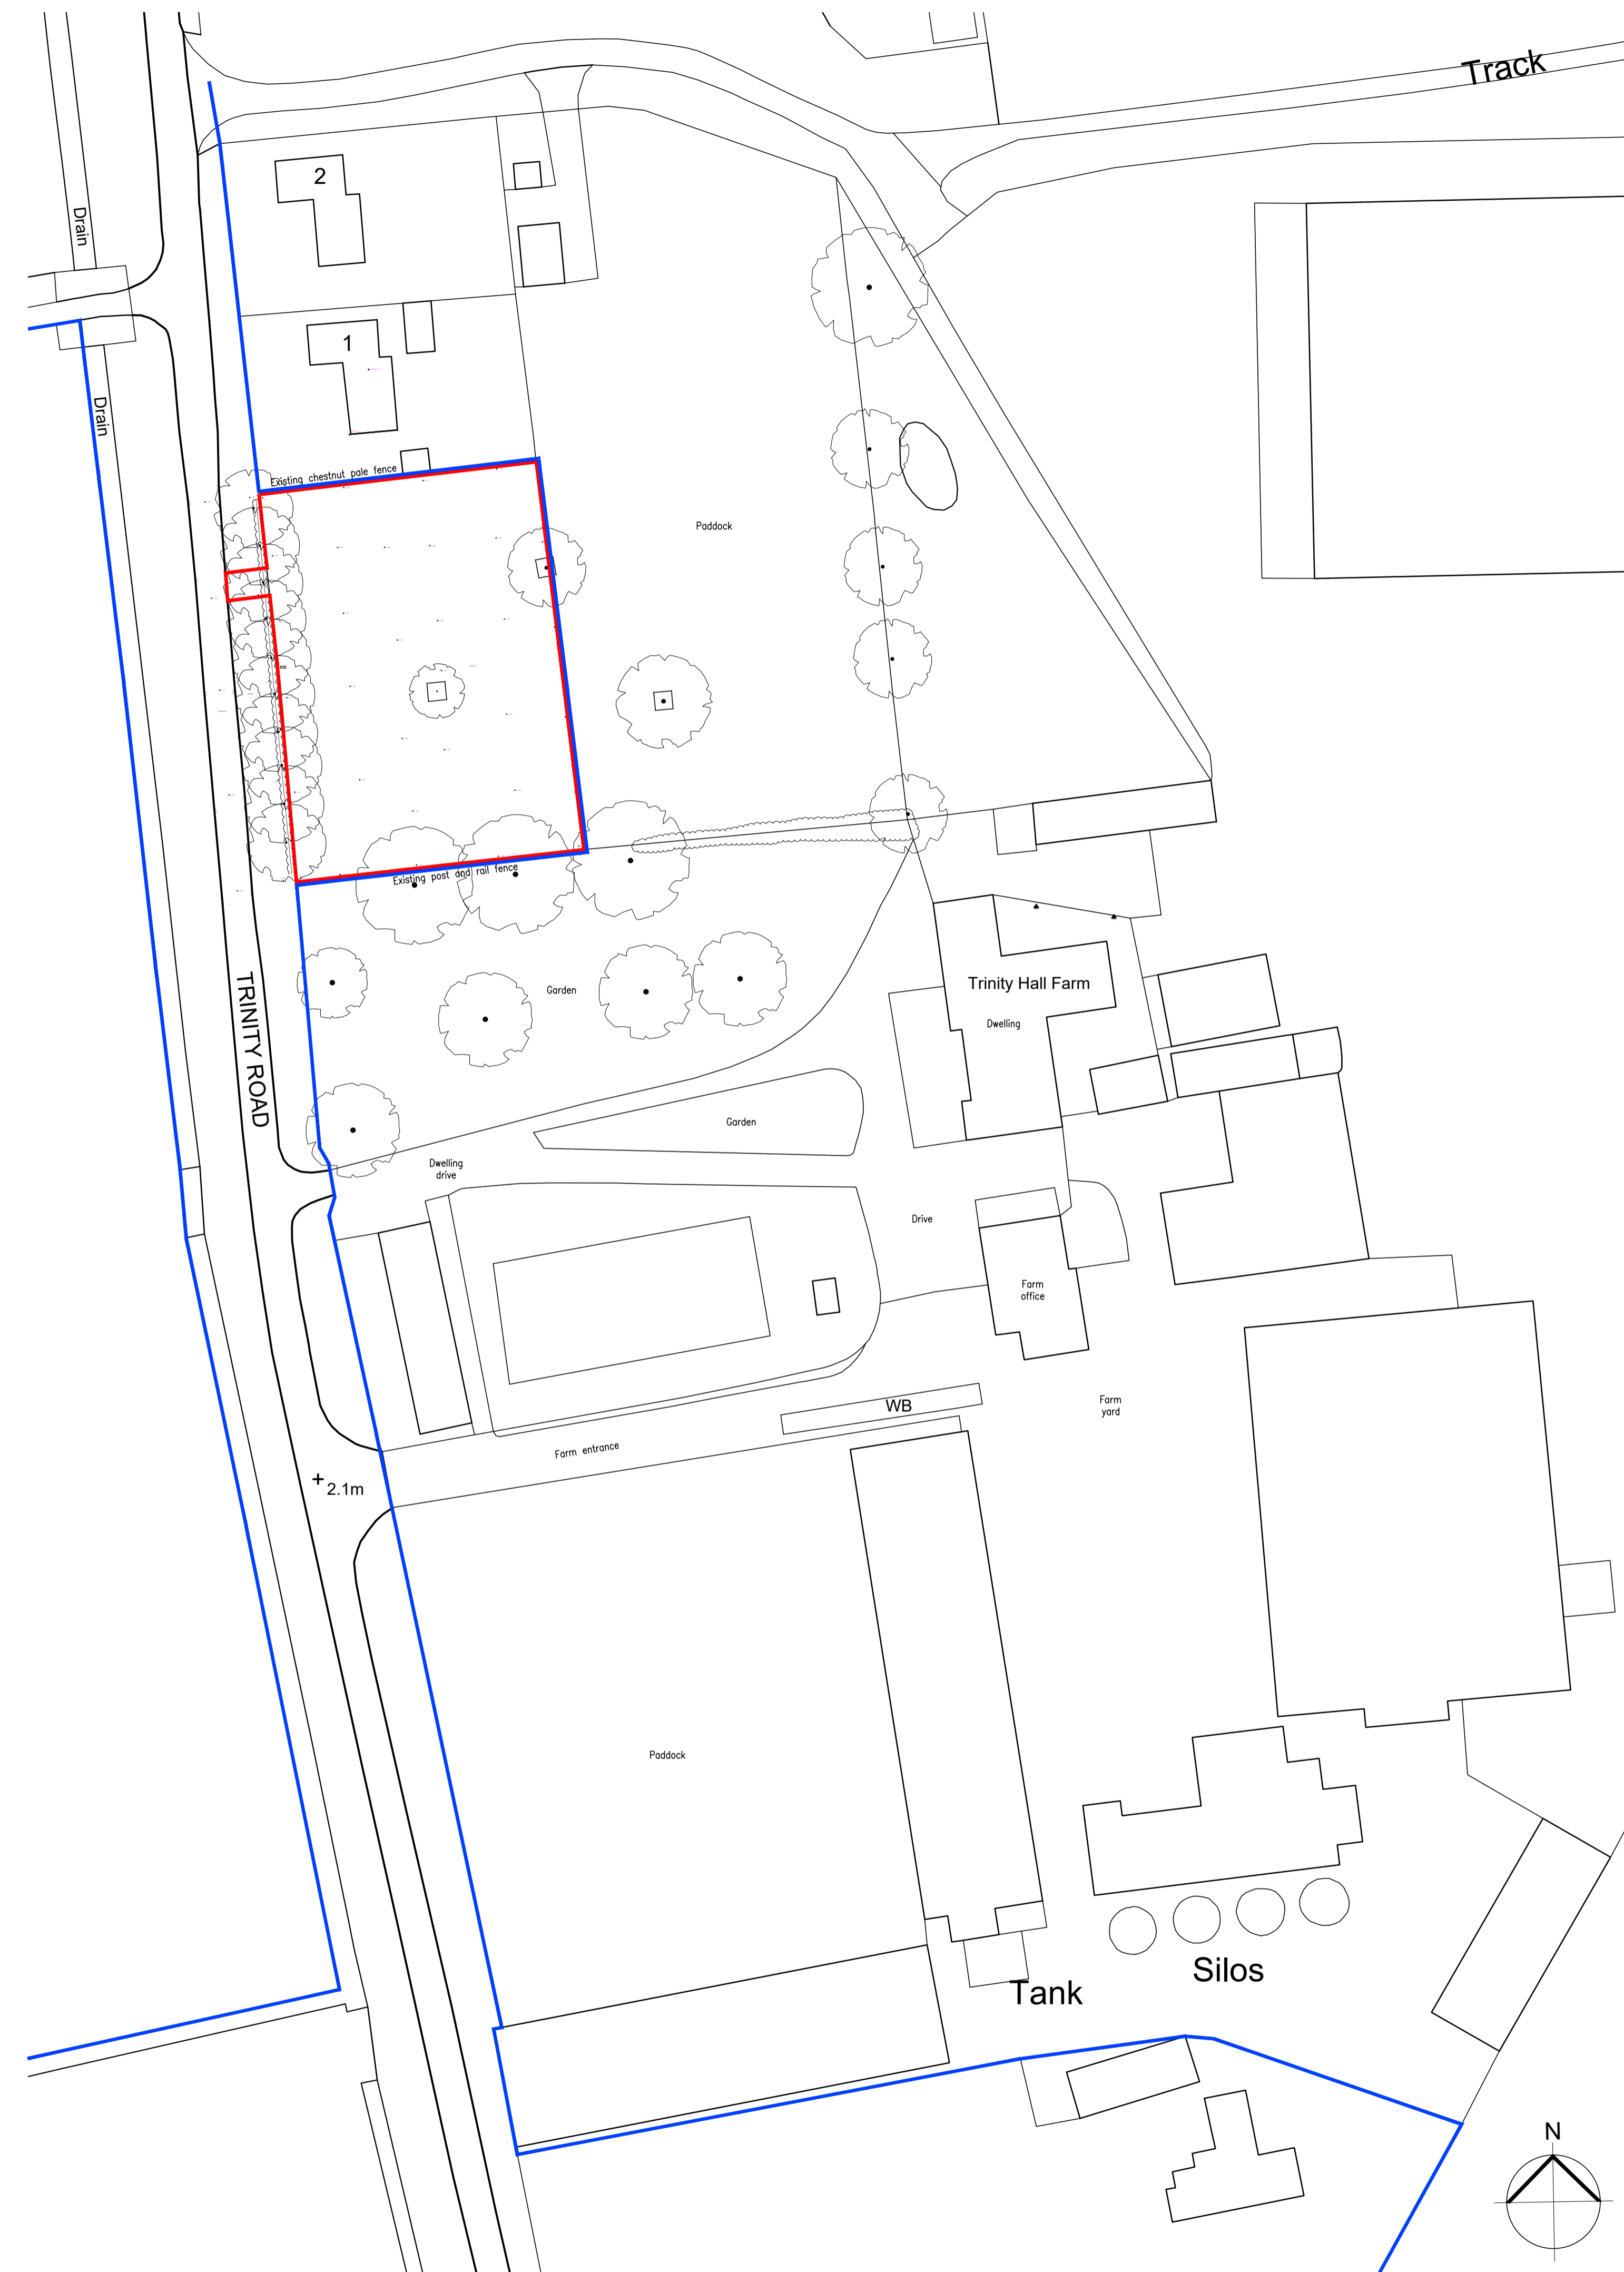 Track
Drain
2
1
Drain
Existing chestnut pale fence
Paddock
Existing post and rail fence
Trinity Hall Farm
Dwelling
Garden
TRINITY ROAD
Garden
Dwelling
drive
Drive
Farm
office
Farm
yard
WB
Farm entrance
2.1m
Paddock
Silos
Tank
N